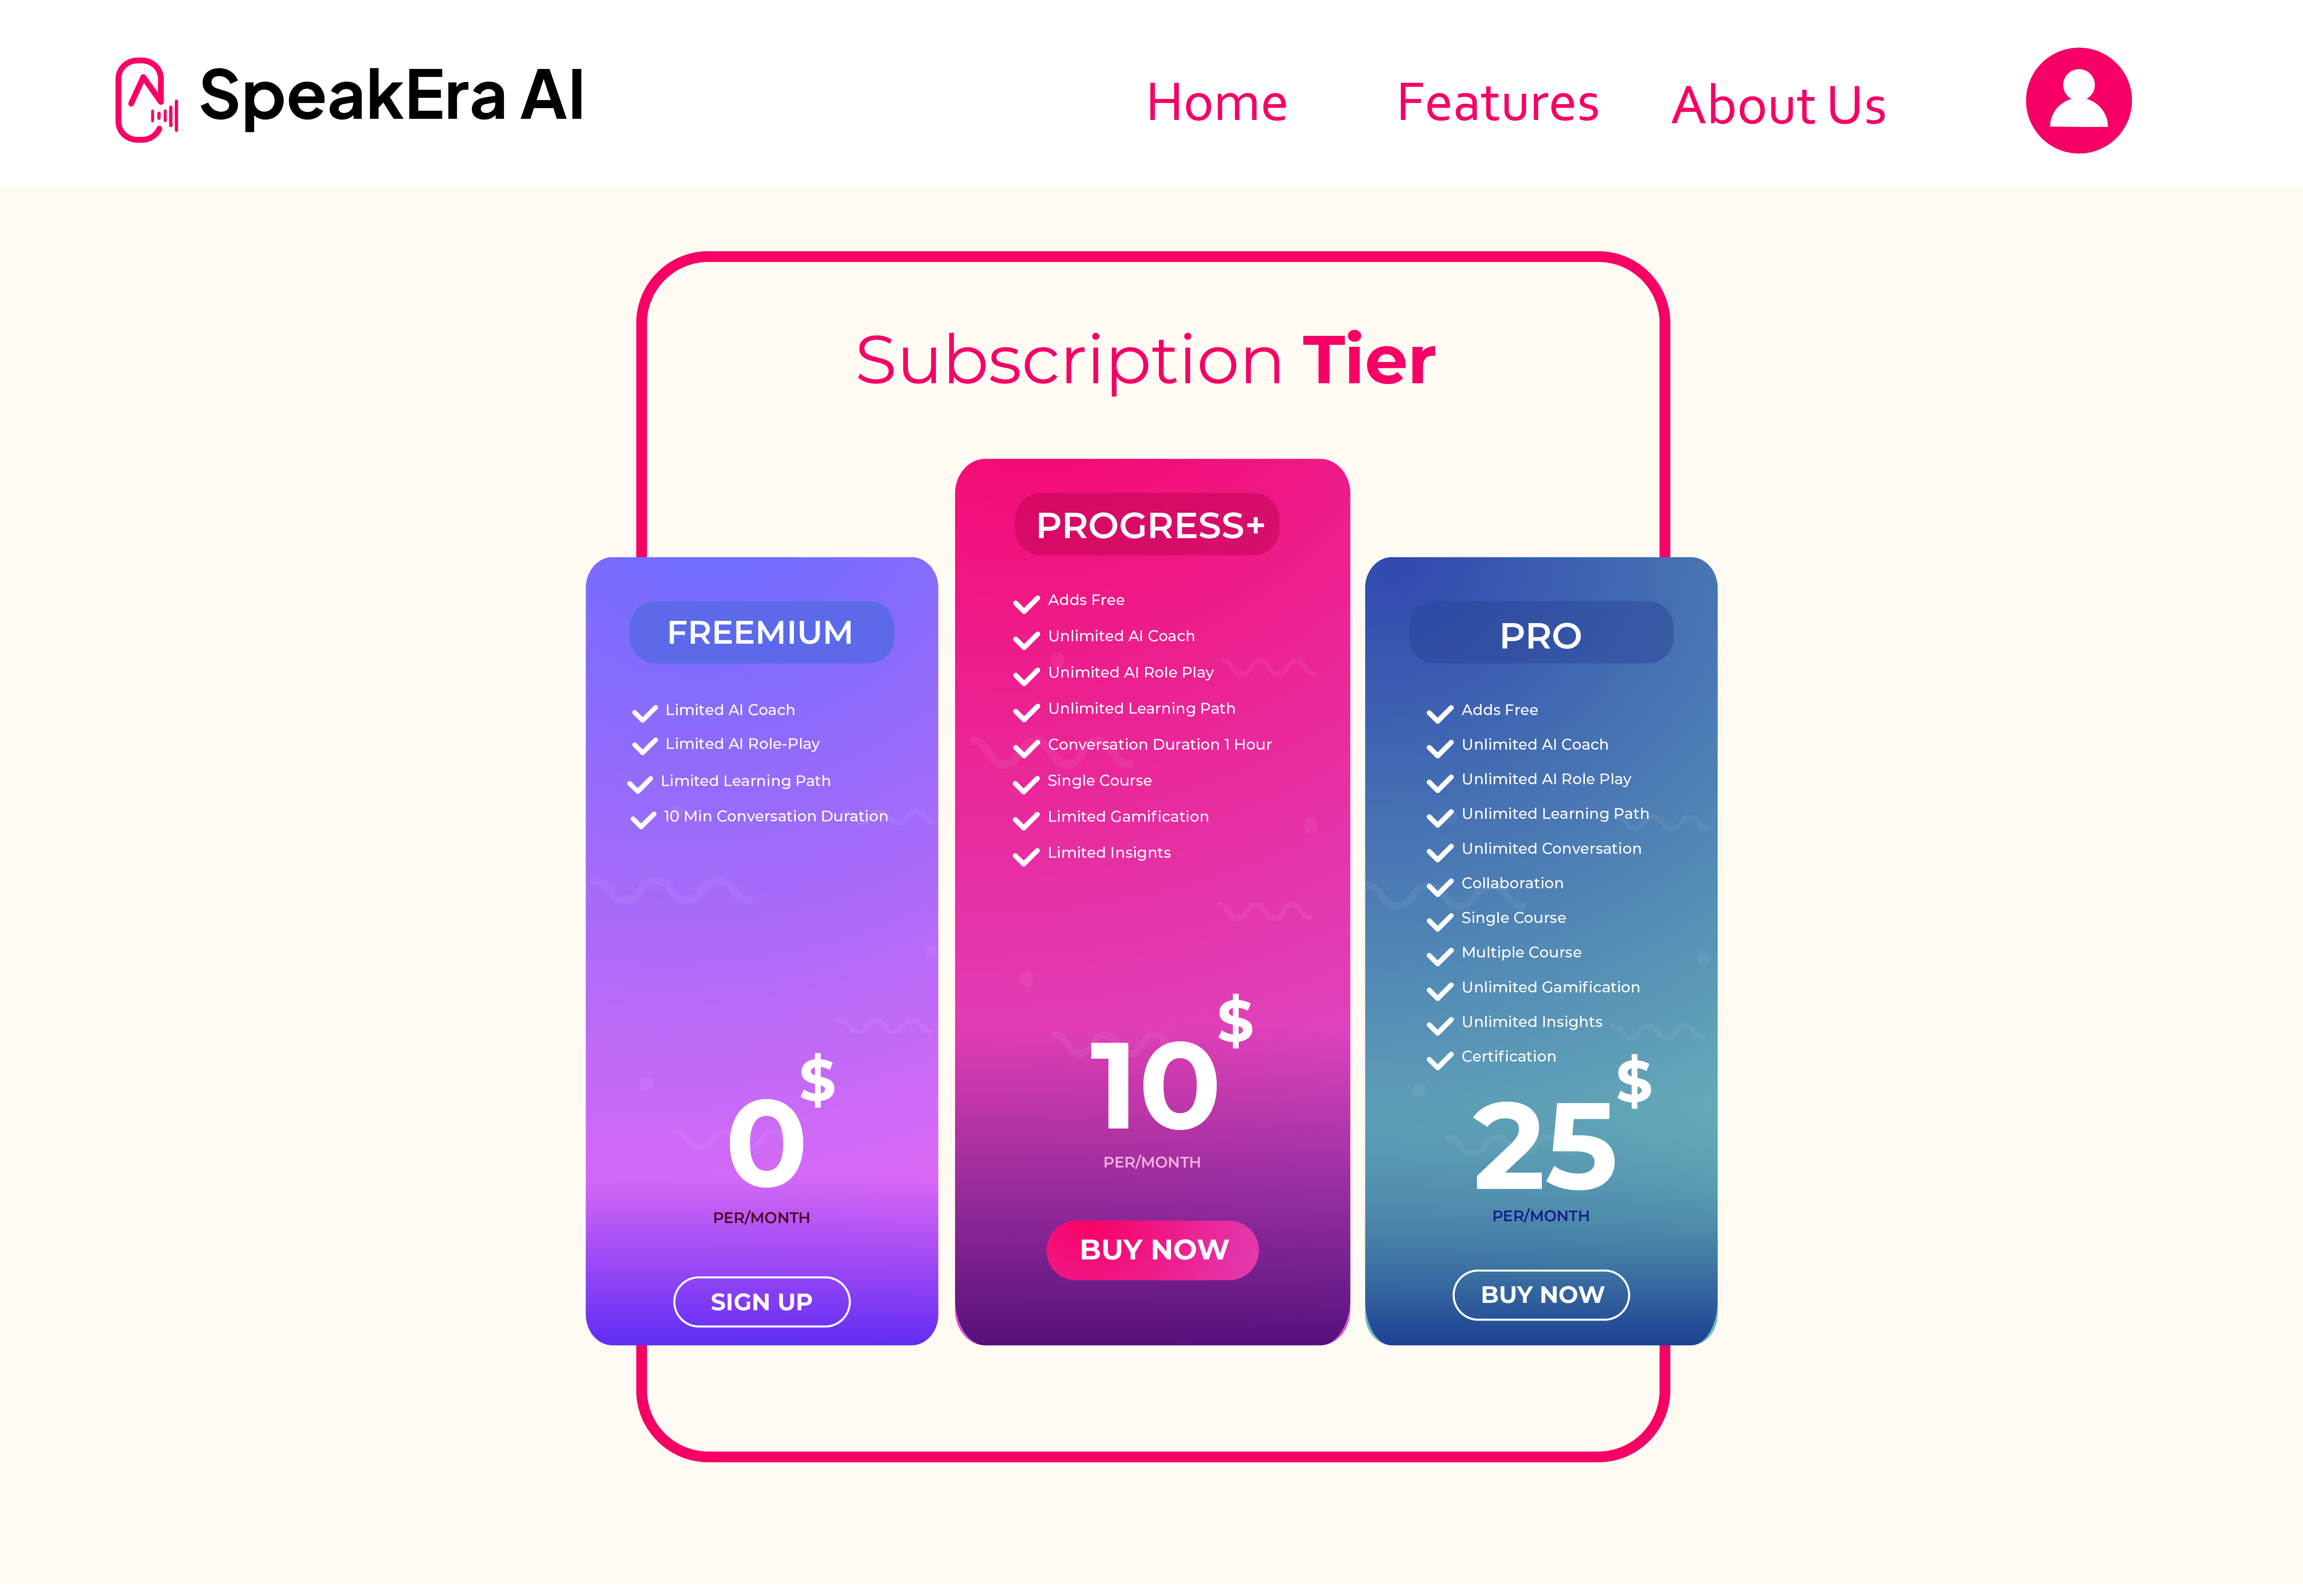 SpeakEra AI
Home
Features
About Us
Subscription Tier
FREEMIUM
Limited AI Coach
Limited AI Role-Play
Limited Learning Path
10 Min Conversation Duration
0$
PER/MONTH
SIGN UP
PROGRESS+
Adds Free
Unlimited AI Coach
Unimited AI Role Play
Unlimited Learning Path
Conversation Duration 1 Hour
Single Course
Limited Gamification
Limited Insignts
10$
PER/MONTH
BUY NOW
PRO
Adds Free
Unlimited AI Coach
Unlimited AI Role Play
Unlimited Learning Path
Unlimited Conversation
Collaboration
Single Course
Multiple Course
Unlimited Gamification
Unlimited Insights
Certification
25$
PER/MONTH
BUY NOW